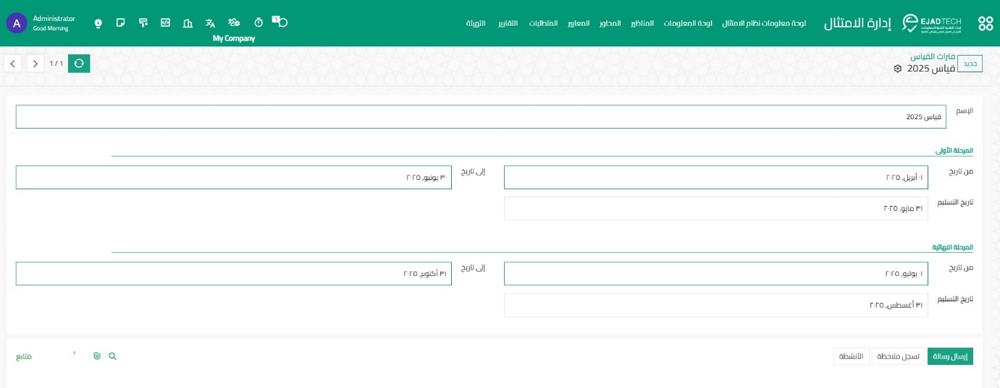 EJADTECH
إدارة الامتثال
لوحة معلومات نظام الامتثال
لوحة المعلومات
المناظير
المحاور
المعايير
المتطلبات
التقارير
التهيئة
1
My Company
Administrator
Good Morning
A
جديد
فترات القياس
قياس 2025
1 / 1
الإسم
قياس 2025
المرحلة الأولى
من تاريخ
٠١ أبريل, ٢٠٢٥
إلى تاريخ
٣٠ يونيو, ٢٠٢٥
تاريخ التسليم
٣١ مايو, ٢٠٢٥
المرحلة النهائية
من تاريخ
٠١ يوليو, ٢٠٢٥
إلى تاريخ
٣١ أكتوبر, ٢٠٢٥
تاريخ التسليم
٣١ أغسطس, ٢٠٢٥
إرسال رسالة
تسجل ملاحظة
الأنشطة
متابع